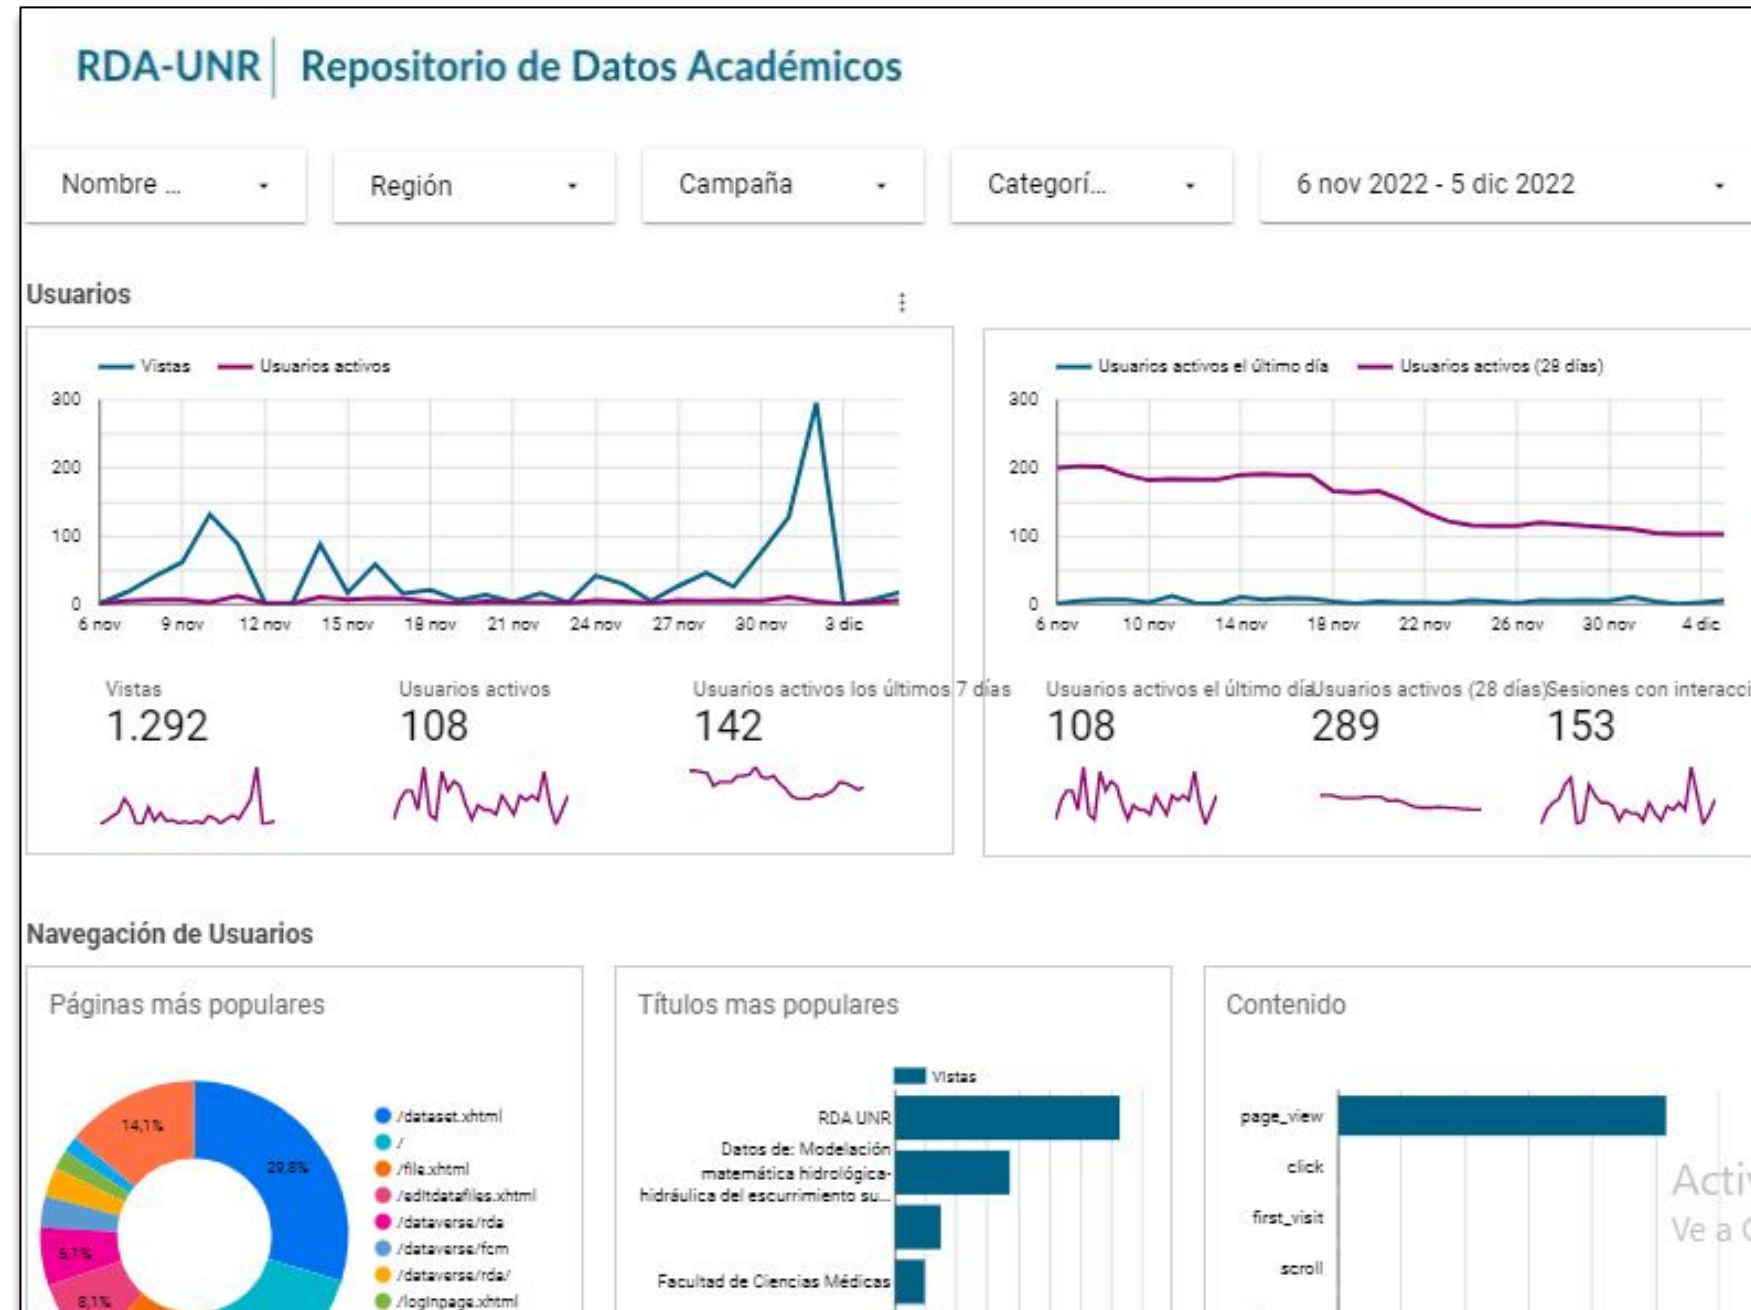 RDA-UNR Repositorio de Datos Académicos
Nombre ... Región Campaña Categorí... 6 nov 2022 - 5 dic 2022
Usuarios
Vistas Usuarios activos
300
200
100
0
6 nov 9 nov 12 nov 15 nov 18 nov 21 nov 24 nov 27 nov 30 nov 3 dic
Vistas Usuarios activos Usuarios activos los últimos 7 días
1.292 108 142
Usuarios activos el último día Usuarios activos (28 días)
300
200
100
0
6 nov 10 nov 14 nov 18 nov 22 nov 26 nov 30 nov 4 dic
Usuarios activos el último día Usuarios activos (28 días) Sesiones con interacci
108 289 153
Navegación de Usuarios
Páginas más populares
14,1%
29,8%
6,1%
8,1%
/dataset.xhtml
/
/file.xhtml
/editdatafiles.xhtml
/dataverse/rda
/dataverse/fcm
/dataverse/rda/
/loginpage.xhtml
Títulos mas populares
Vistas
RDA UNR
Datos de: Modelación
matemática hidrológica-
hidráulica del escurrimiento su...
Facultad de Ciencias Médicas
Contenido
page_view
click
first_visit
scroll
Activ
Ve a C